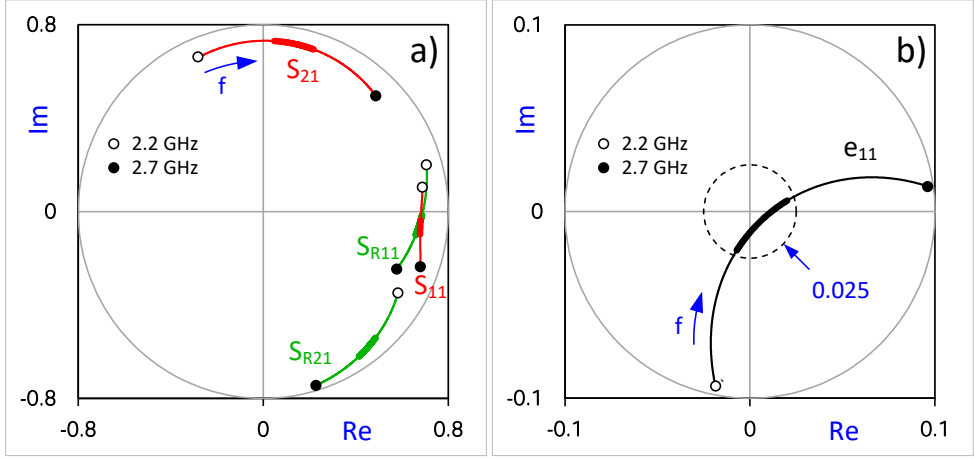 0.8
a)
Im
S21
f
2.2 GHz
2.7 GHz
0
SR11
S11
SR21
-0.8
-0.8
0
Re
0.8
0.1
b)
Im
2.2 GHz
2.7 GHz
e11
0
0.025
f
-0.1
-0.1
0
Re
0.1